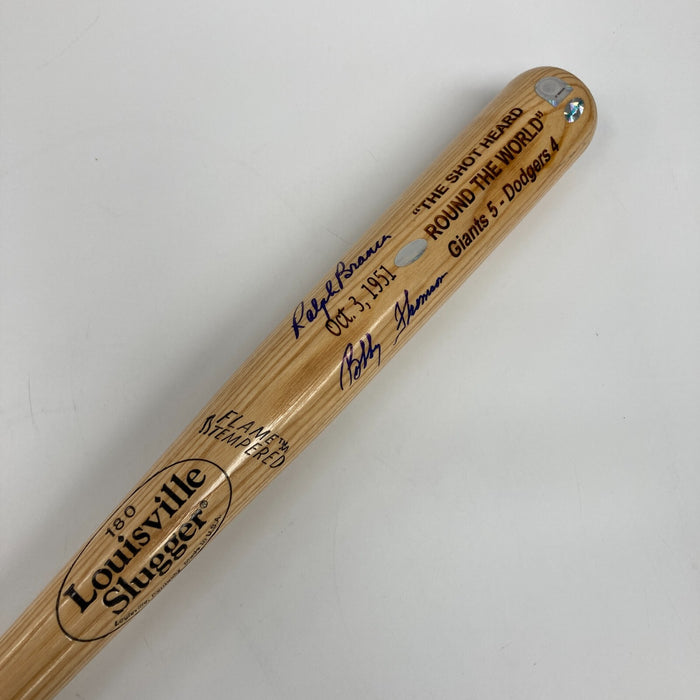 "THE SHOT HEARD
ROUND THE WORLD"
Giants 5 - Dodgers 4
Ralph Branca
Oct. 3, 1951
Bobby Thomson
FLAME™
TEMPERED
180
Louisville
Slugger®